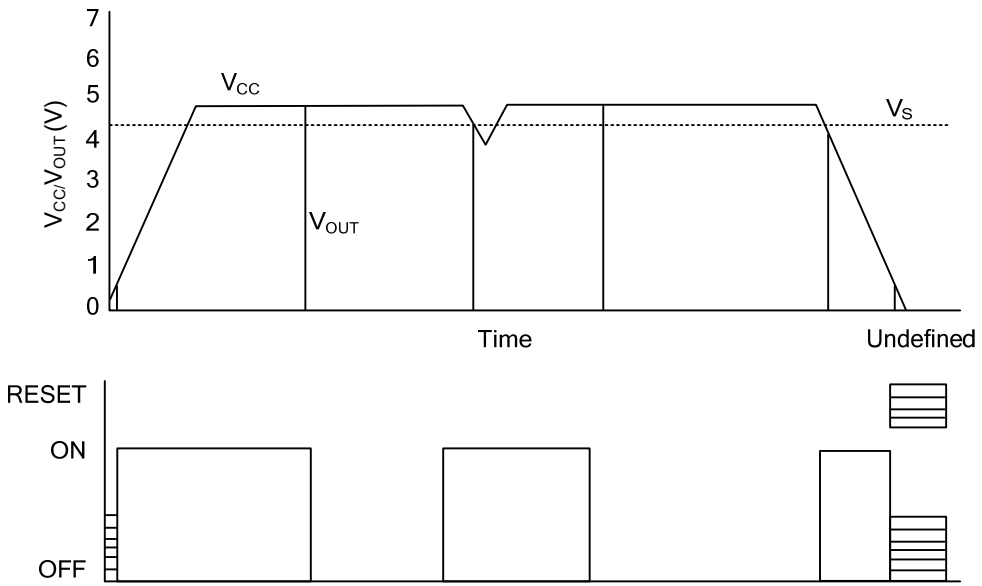 7
6
5
4
3
2
1
0
VCC/VOUT (V)
VCC
VS
VOUT
Time
Undefined
RESET
ON
OFF